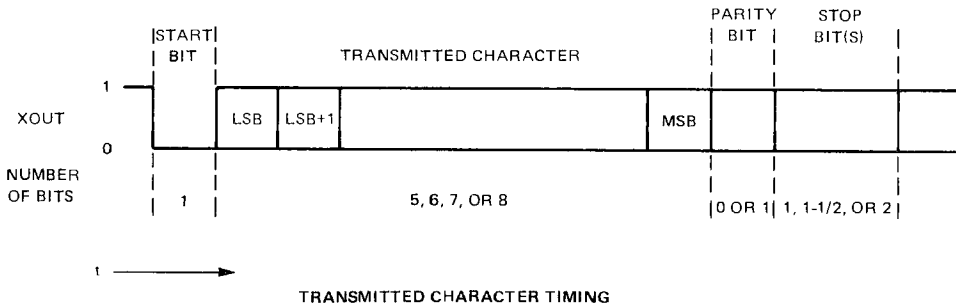 START
BIT
TRANSMITTED CHARACTER
PARITY
BIT
STOP
BIT(S)
1
XOUT
0
LSB
LSB+1
MSB
NUMBER
OF BITS
1
5, 6, 7, OR 8
0 OR 1
1, 1-1/2, OR 2
t
TRANSMITTED CHARACTER TIMING